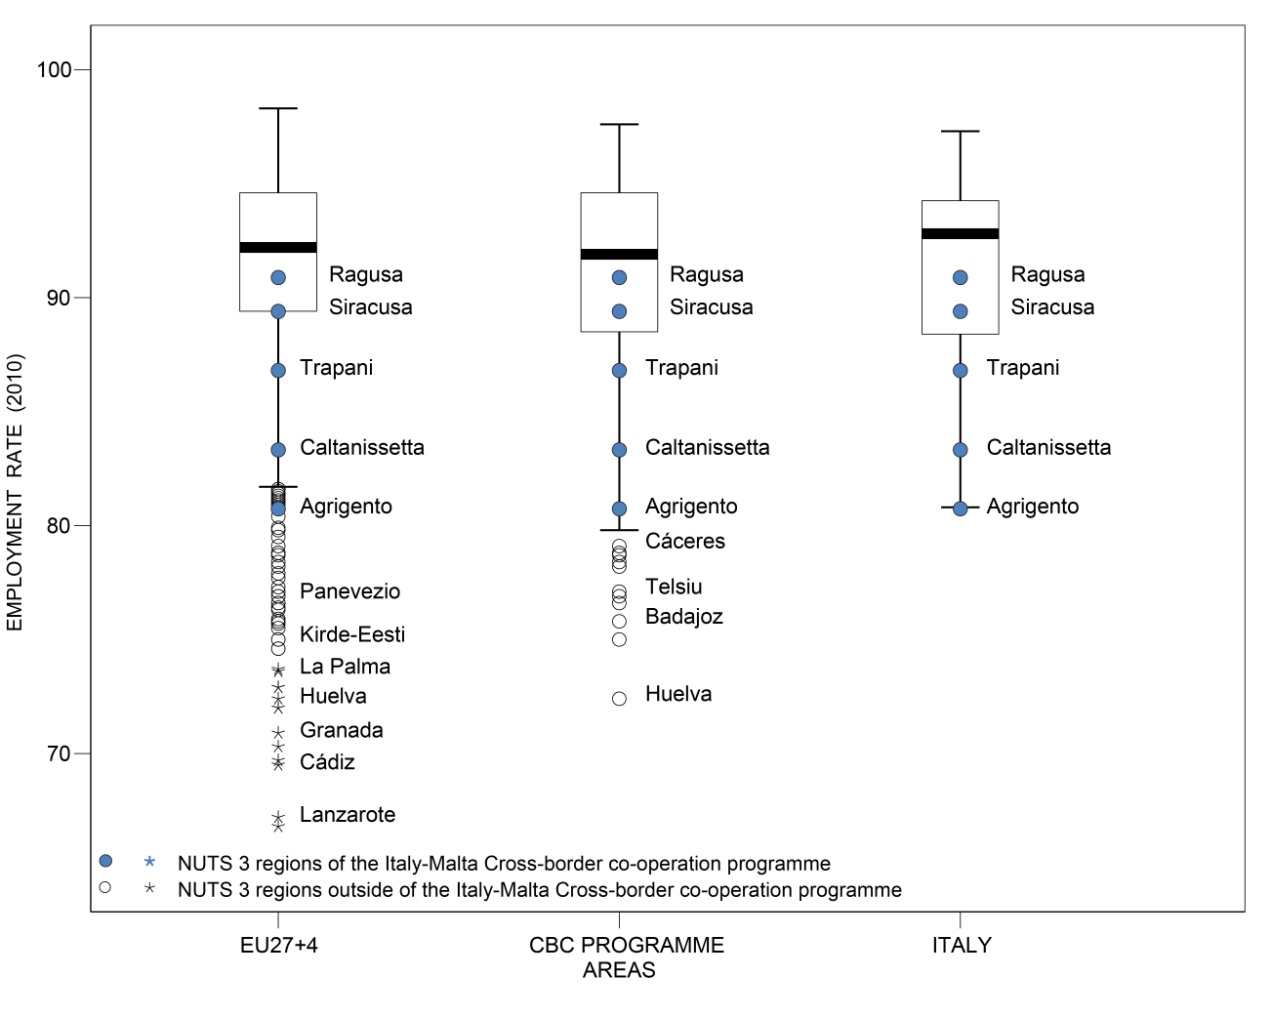 EMPLOYMENT RATE (2010)
100
90
80
70
Ragusa
Siracusa
Trapani
Caltanissetta
Agrigento
Panevezio
Kirde-Eesti
La Palma
Huelva
Granada
Cádiz
Lanzarote
Ragusa
Siracusa
Trapani
Caltanissetta
Agrigento
Cáceres
Telsiu
Badajoz
Huelva
Ragusa
Siracusa
Trapani
Caltanissetta
Agrigento
NUTS 3 regions of the Italy-Malta Cross-border co-operation programme
NUTS 3 regions outside of the Italy-Malta Cross-border co-operation programme
EU27+4
CBC PROGRAMME
AREAS
ITALY